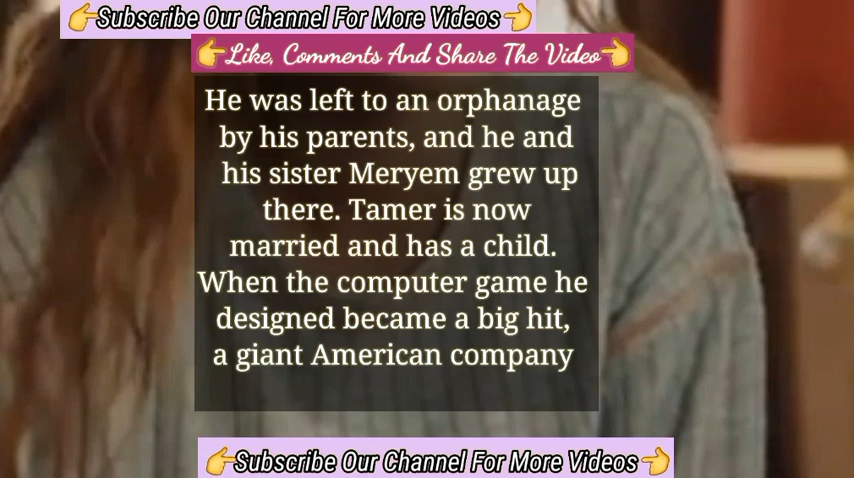 👉Subscribe Our Channel For More Videos👈
👉Like, Comments And Share The Video👈
He was left to an orphanage
by his parents, and he and
his sister Meryem grew up
there. Tamer is now
married and has a child.
When the computer game he
designed became a big hit,
a giant American company
👉Subscribe Our Channel For More Videos👈